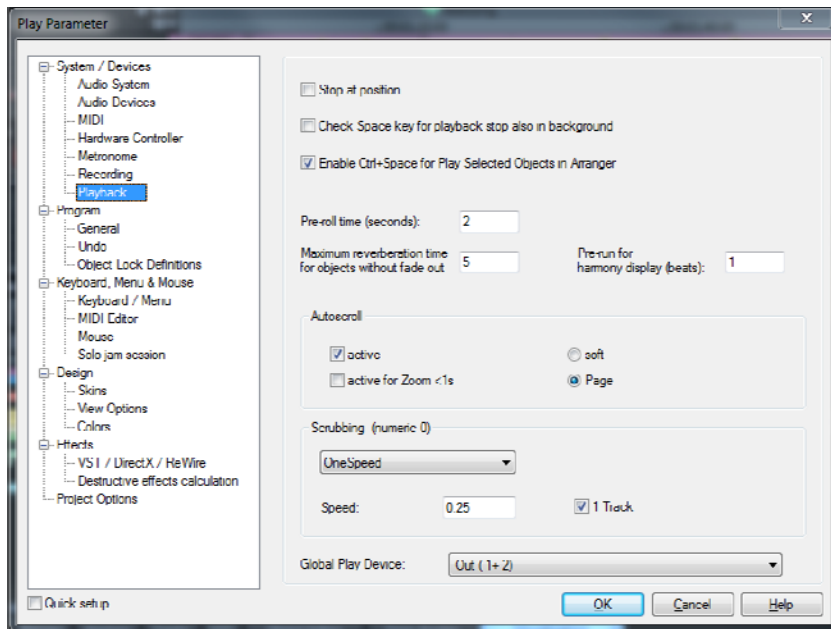 Play Parameter
System / Devices
Audio System
Audio Devices
MIDI
Hardware Controller
Metronome
Recording
Playback
Program
General
Undo
Object Lock Definitions
Keyboard, Menu & Mouse
Keyboard / Menu
MIDI Editor
Mouse
Solo jam session
Design
Skins
View Options
Colors
Effects
VST / DirectX / ReWire
Destructive effects calculation
Project Options
Quick setup
Stop at position
Check Space key for playback stop also in background
Enable Ctrl+Space for Play Selected Objects in Arranger
Pre-roll time (seconds): 2
Maximum reverberation time
for objects without fade out 5
Pre-run for
harmony display (beats): 1
Autoscroll
active
soft
active for Zoom <1s
Page
Scrubbing (numeric 0)
OneSpeed
Speed: 0.25
1 Track
Global Play Device: Out ( 1+ 2)
OK Cancel Help